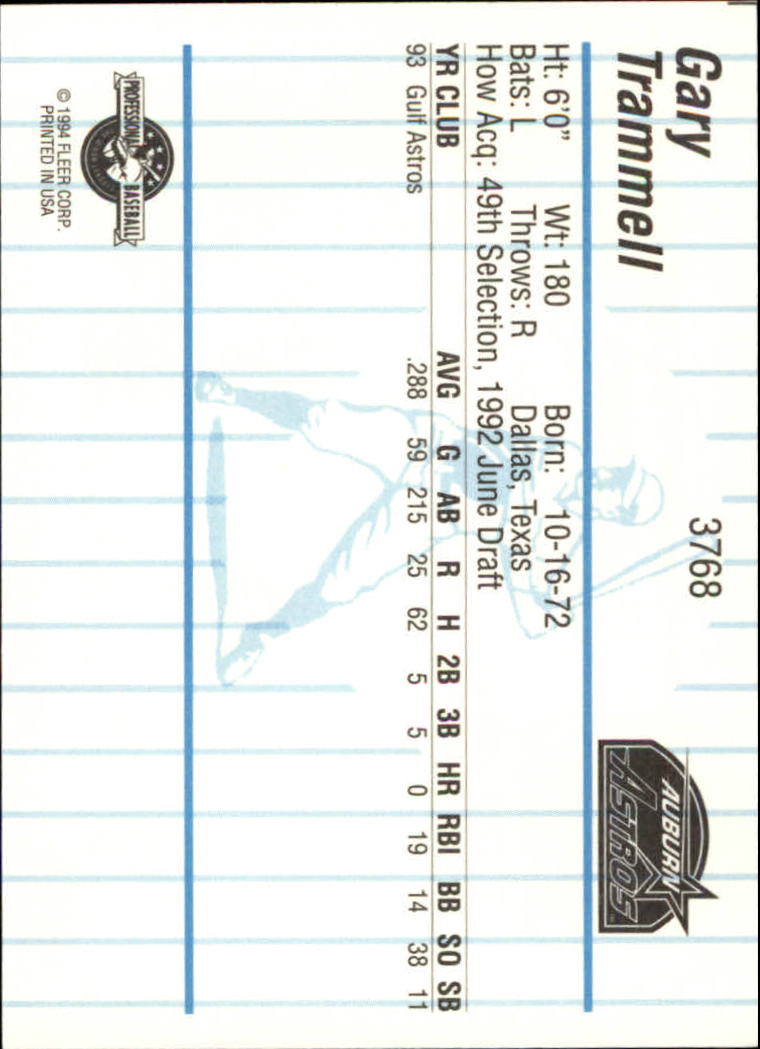 Gary
Trammell
3768
AUBURN
ASTROS
Ht: 6'0" Wt: 180 Born: 10-16-72
Bats: L Throws: R Dallas, Texas
How Acq: 49th Selection, 1992 June Draft
YR CLUB AVG G AB R H 2B 3B HR RBI BB SO SB
93 Gulf Astros .288 59 215 25 62 5 5 0 19 14 38 11
PROFESSIONAL BASEBALL
© 1994 FLEER CORP.
PRINTED IN USA